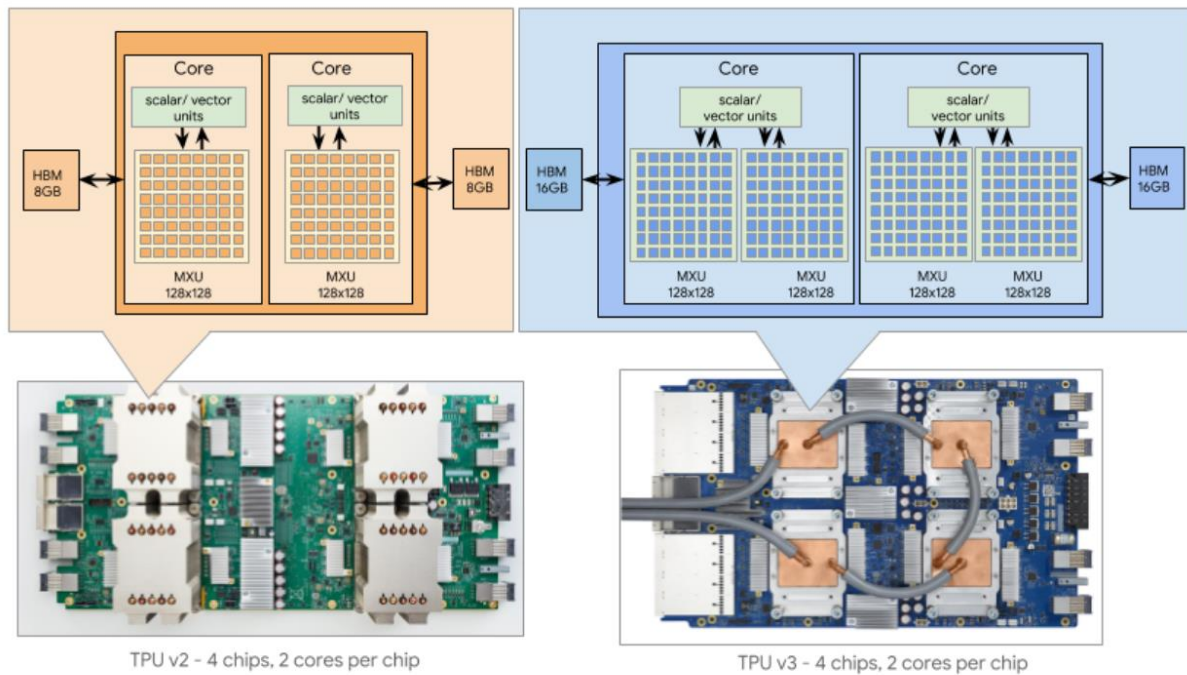 Core
Core
scalar/ vector
units
HBM
8GB
MXU
128x128
MXU
128x128
HBM
8GB
Core
Core
scalar/
vector units
scalar/
vector units
HBM
16GB
MXU
128x128
MXU
128x128
MXU
128x128
MXU
128x128
HBM
16GB
scalar/ vector
units
TPU v2 - 4 chips, 2 cores per chip
TPU v3 - 4 chips, 2 cores per chip